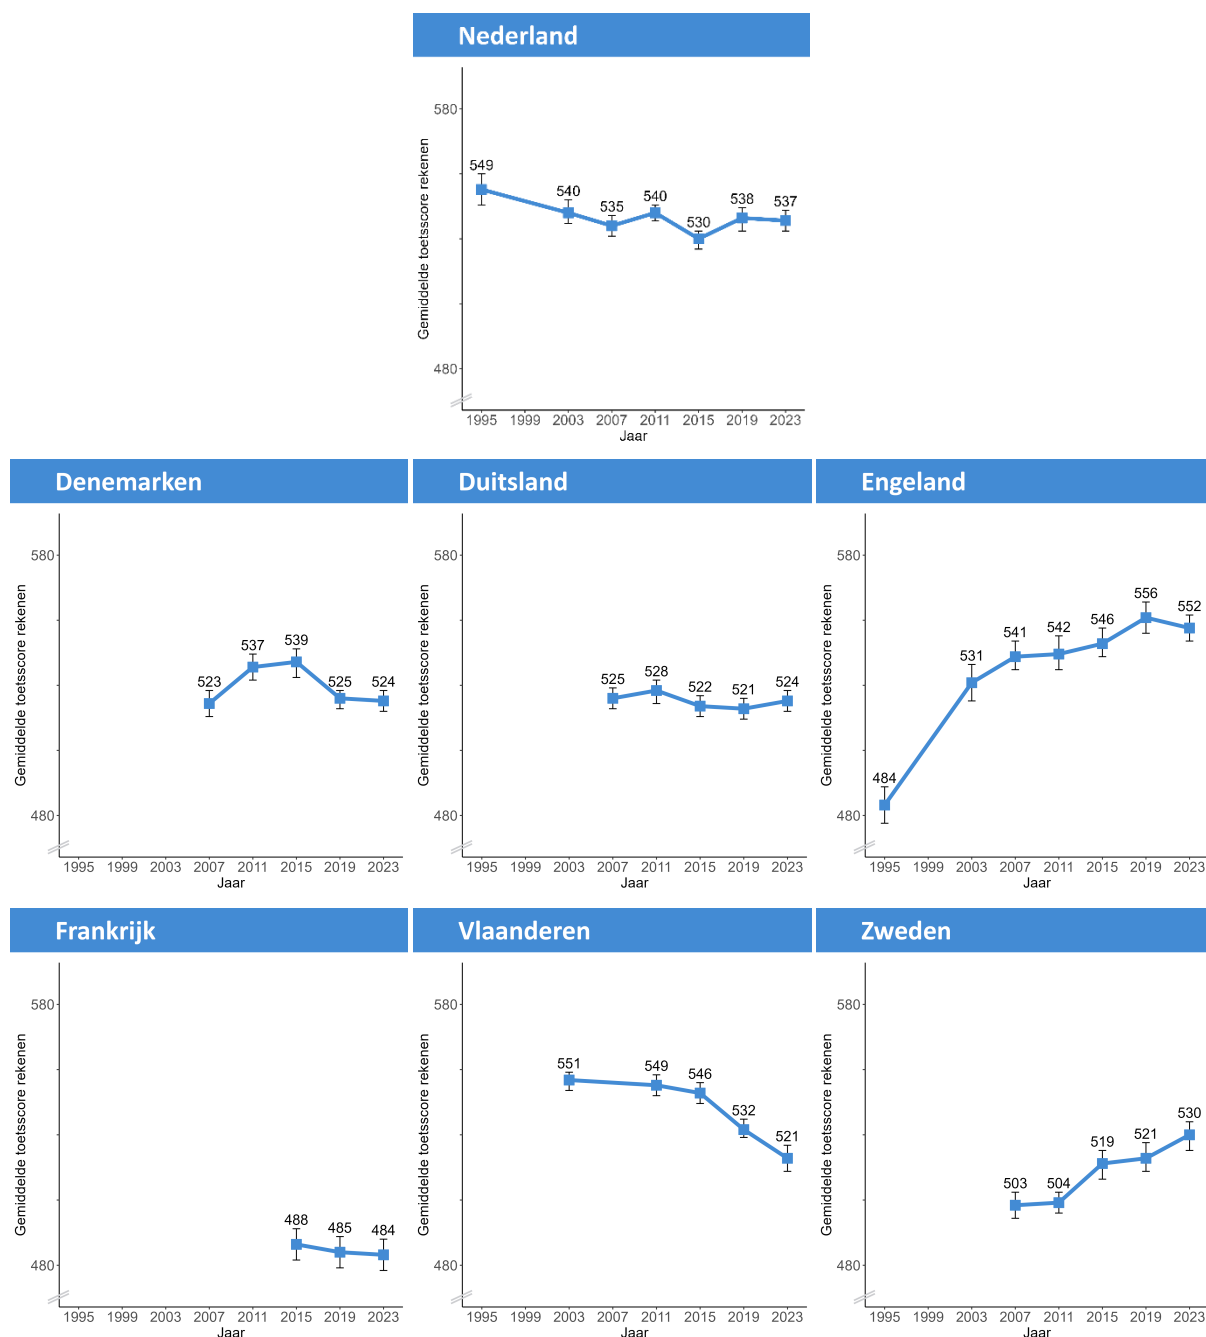 Nederland
Gemiddelde toetsscore rekenen
580
480
549
540
535
540
530
538
537
1995 1999 2003 2007 2011 2015 2019 2023
Jaar
Denemarken
Gemiddelde toetsscore rekenen
580
480
523
537
539
525
524
1995 1999 2003 2007 2011 2015 2019 2023
Jaar
Duitsland
Gemiddelde toetsscore rekenen
580
480
525
528
522
521
524
1995 1999 2003 2007 2011 2015 2019 2023
Jaar
Engeland
Gemiddelde toetsscore rekenen
580
480
484
531
541
542
546
556
552
1995 1999 2003 2007 2011 2015 2019 2023
Jaar
Frankrijk
Gemiddelde toetsscore rekenen
580
480
488
485
484
1995 1999 2003 2007 2011 2015 2019 2023
Jaar
Vlaanderen
Gemiddelde toetsscore rekenen
580
480
551
549
546
532
521
1995 1999 2003 2007 2011 2015 2019 2023
Jaar
Zweden
Gemiddelde toetsscore rekenen
580
480
503
504
519
521
530
1995 1999 2003 2007 2011 2015 2019 2023
Jaar